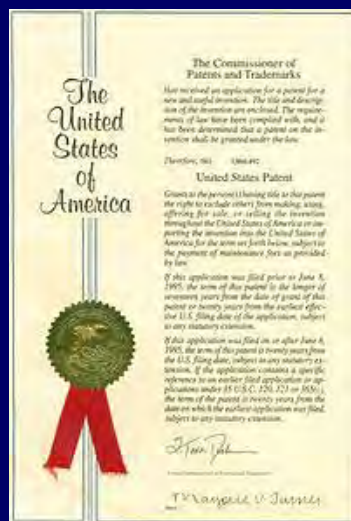 The
United
States
of
America
The Commissioner of
Patents and Trademarks
Has received an application for a patent for a
new and useful invention. The title and descrip-
tion of the invention are enclosed. The require-
ments of law have been complied with, and it
has been determined that a patent on the in-
vention shall be granted under the law.
Therefore, this
United States Patent
Grants to the person(s) having title to this patent
the right to exclude others from making, using,
offering for sale, or selling the invention
throughout the United States of America or im-
porting the invention into the United States of
America for the term set forth below, subject to
the payment of maintenance fees as provided
by law.
If this application was filed prior to June 8,
1995, the term of this patent is the longer of
seventeen years from the date of grant of this
patent or twenty years from the earliest effec-
tive U.S. filing date of the application, subject
to any statutory extension.
If this application was filed on or after June 8,
1995, the term of this patent is twenty years from
the U.S. filing date, subject to any statutory ex-
tension. If the application contains a specific
reference to an earlier filed application or ap-
plications under 35 U.S.C. 120, 121 or 365(c),
the term of the patent is twenty years from the
date on which the earliest application was filed,
subject to any statutory extension.
Marjorie V. Turner